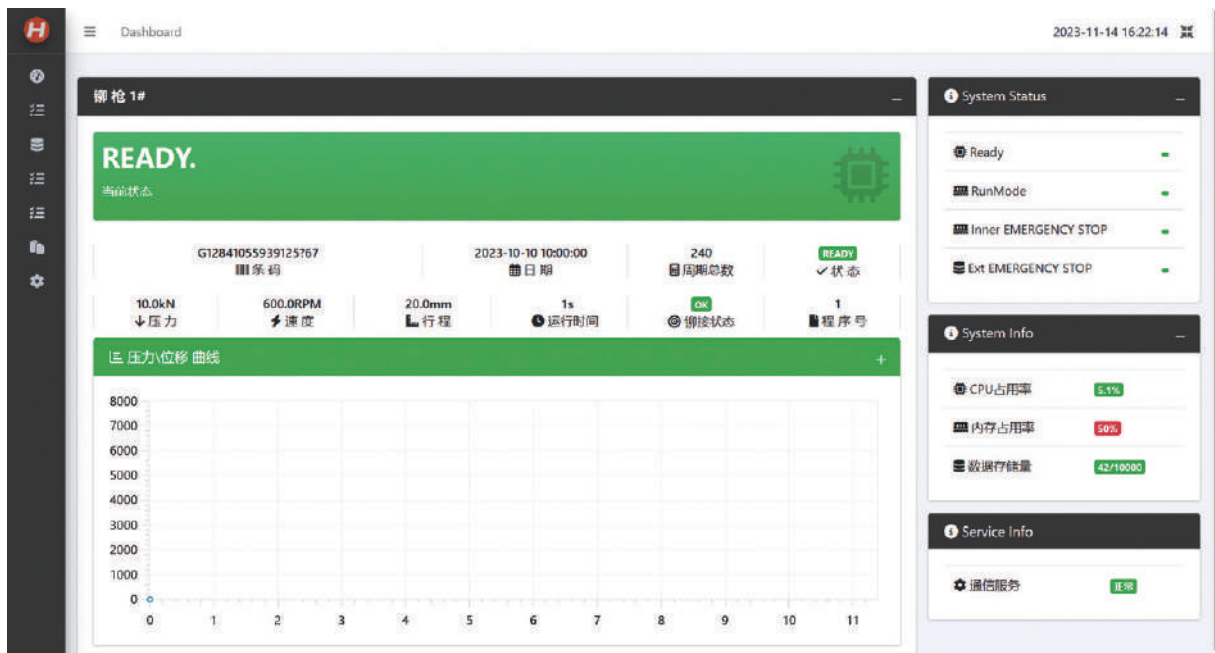 H
Dashboard
2023-11-14 16:22:14
铆枪 1#
READY.
当前状态
G12841055939125767
条码
2023-10-10 10:00:00
日期
240
周期总数
READY
状态
10.0kN
压力
600.0RPM
速度
20.0mm
行程
1s
运行时间
OK
铆接状态
1
程序号
压力\位移 曲线
8000
7000
6000
5000
4000
3000
2000
1000
0
0 1 2 3 4 5 6 7 8 9 10 11
System Status
Ready
RunMode
Inner EMERGENCY STOP
Ext EMERGENCY STOP
System Info
CPU占用率 5.1%
内存占用率 50%
数据存储量 42/10000
Service Info
通信服务 正常